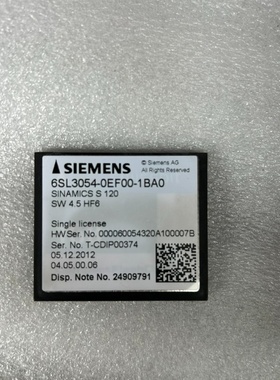 SIEMENS
© Siemens AG
All Rights Reserved
6SL3054-0EF00-1BA0
SINAMICS S 120
SW 4.5 HF6
Single license
HW Ser. No. 000060054320A100007B
Ser. No. T-CDIP00374
05.12.2012
04.05.00.06
Disp. Note No. 24909791